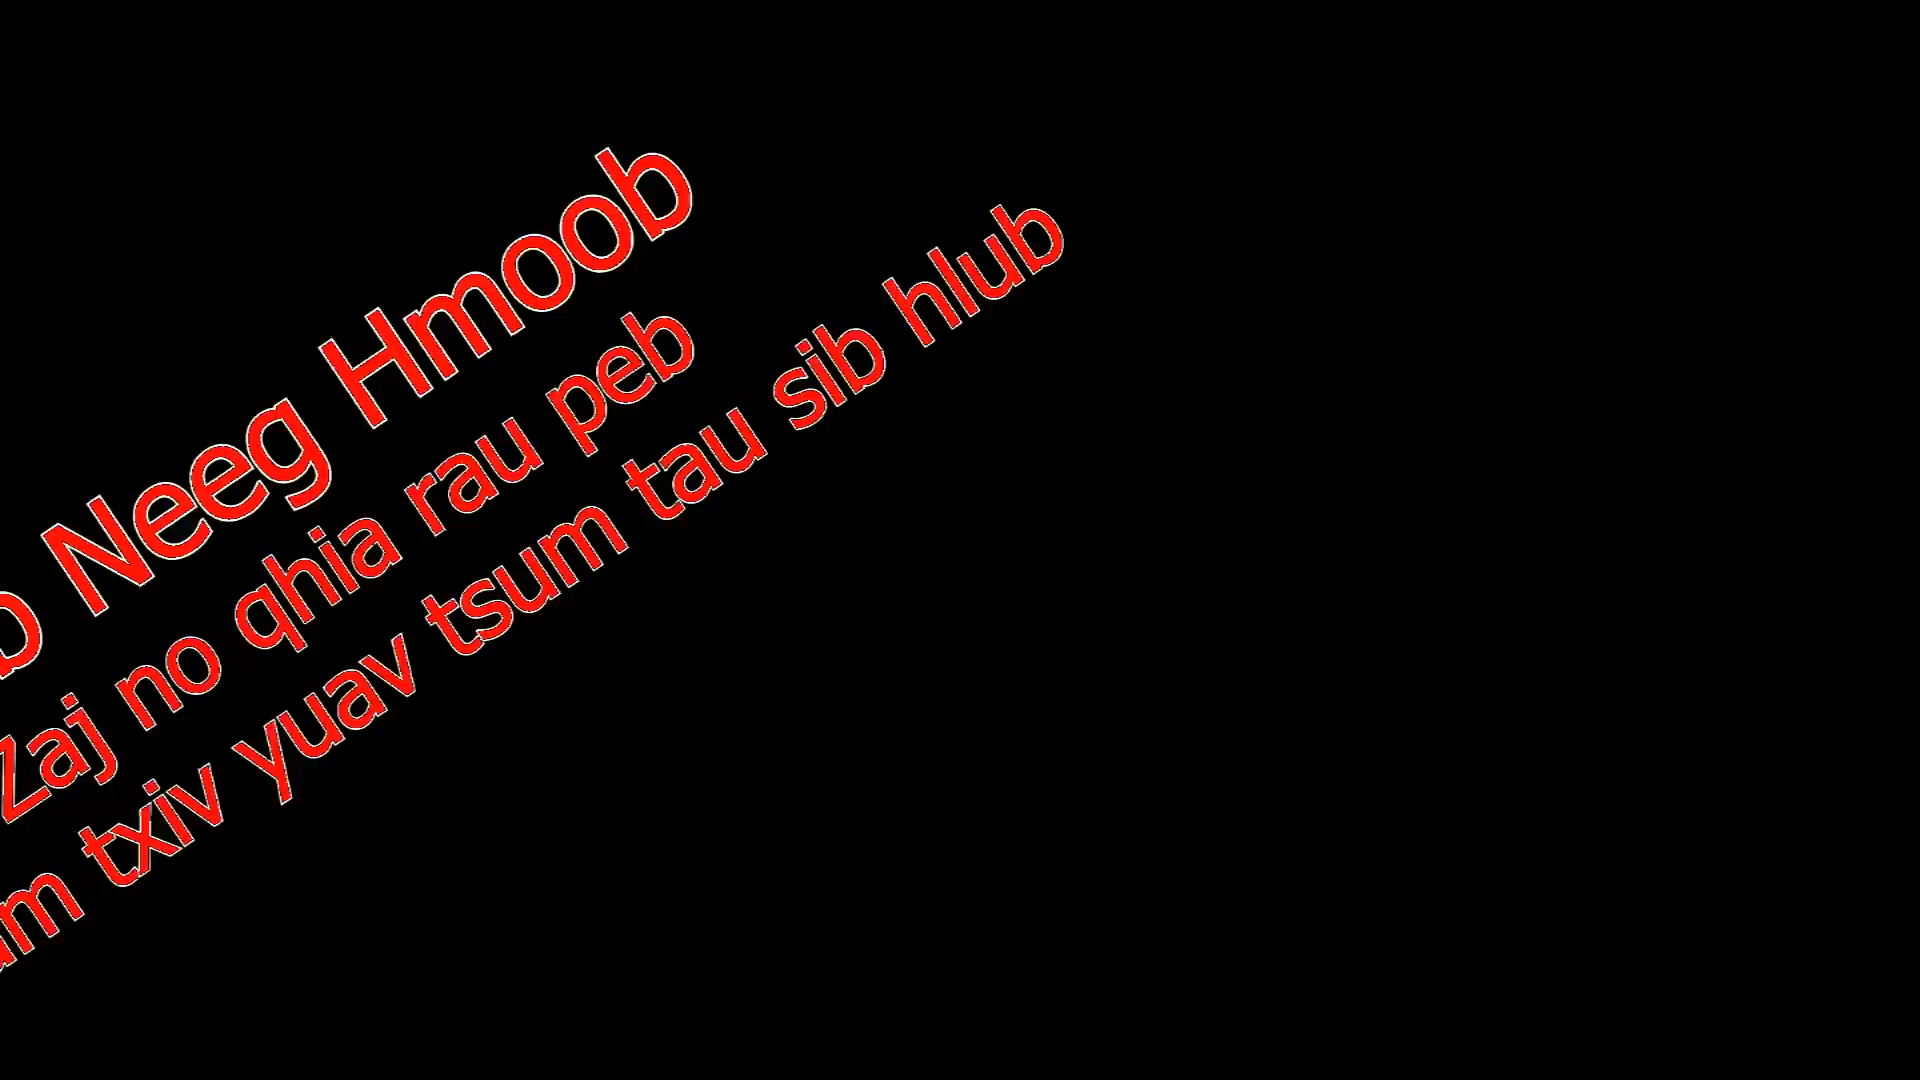 Neeg Hmoob
Zaj no qhia rau peb
txiv yuav tsum tau sib hlub